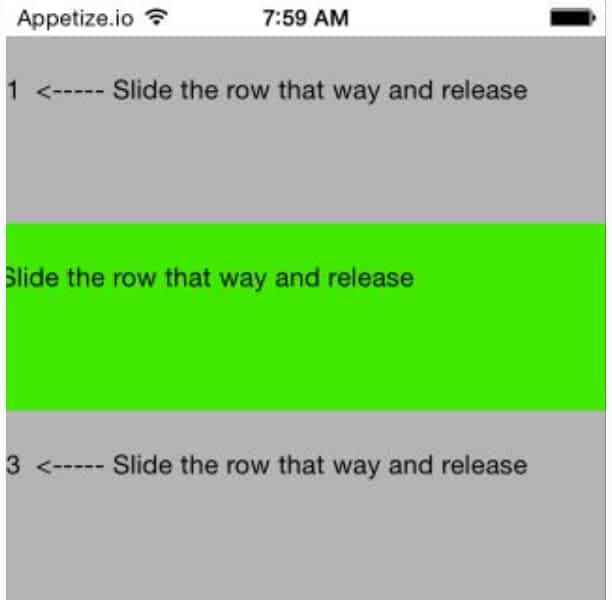 Appetize.io 7:59 AM
1 <----- Slide the row that way and release
Slide the row that way and release
3 <----- Slide the row that way and release